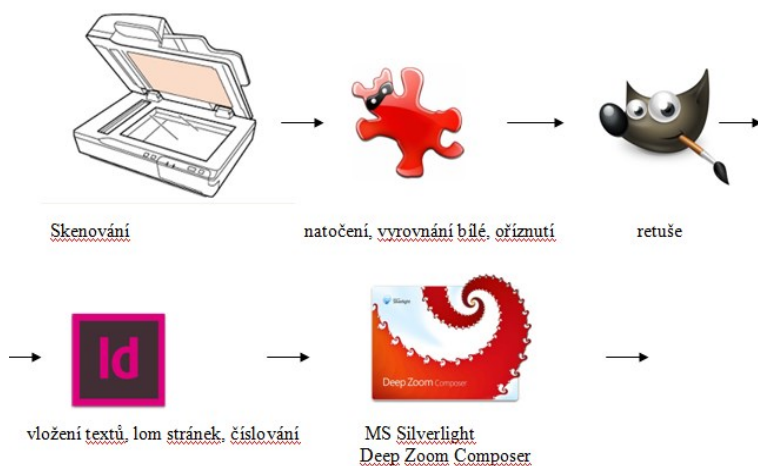 Skenování
natočení, vyrovnání bílé, oříznutí
retuše
Id
Deep Zoom Composer
vložení textů, lom stránek, číslování
MS Silverlight
Deep Zoom Composer